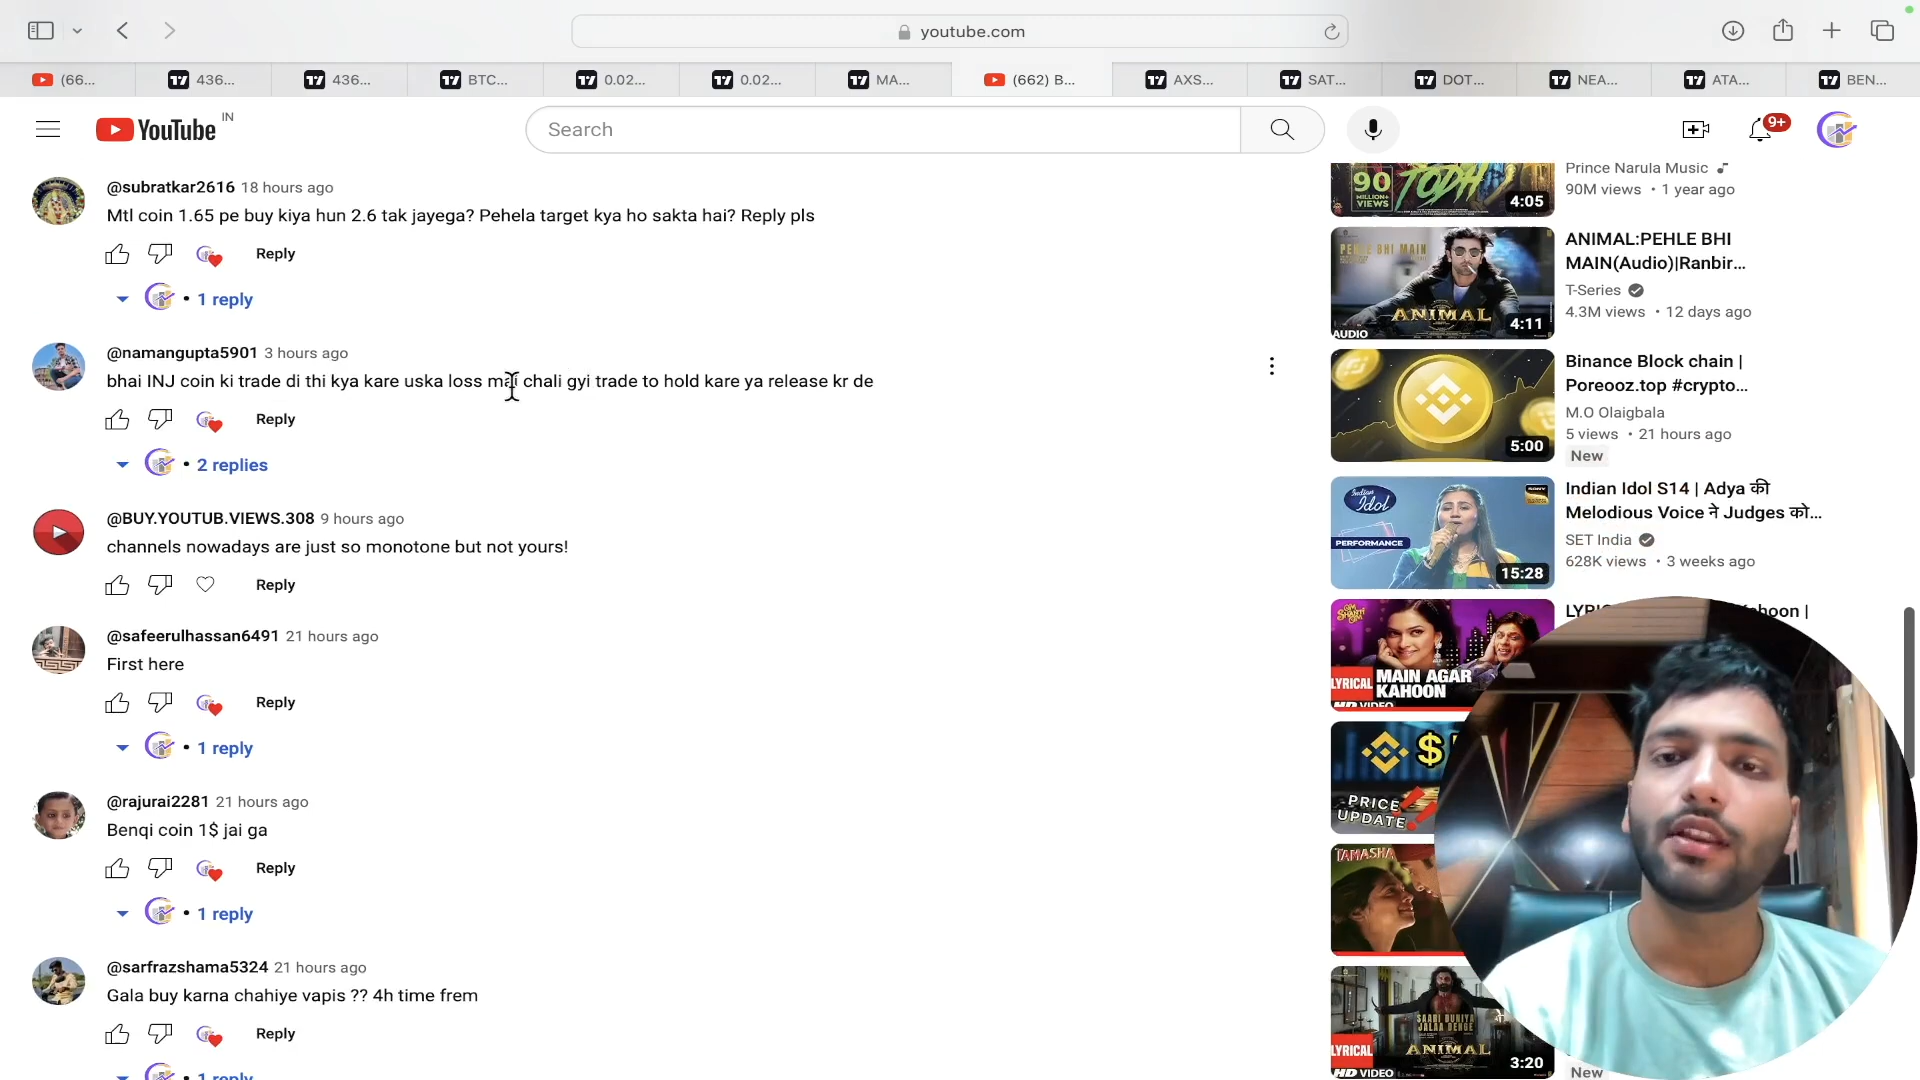 youtube.com
(66...
436...
436...
BTC...
0.02...
0.02...
MA...
(662) B...
AXS...
SAT...
DOT...
NEA...
ATA...
BEN...
YouTube IN
Search
9+
@subratkar2616 18 hours ago
Mtl coin 1.65 pe buy kiya hun 2.6 tak jayega? Pehela target kya ho sakta hai? Reply pls
Reply
1 reply
@namangupta5901 3 hours ago
bhai INJ coin ki trade di thi kya kare uska loss mai chali gyi trade to hold kare ya release kr de
Reply
2 replies
@BUY.YOUTUB.VIEWS.308 9 hours ago
channels nowadays are just so monotone but not yours!
Reply
@safeerulhassan6491 21 hours ago
First here
Reply
1 reply
@rajurai2281 21 hours ago
Benqi coin 1$ jai ga
Reply
1 reply
@sarfrazshama5324 21 hours ago
Gala buy karna chahiye vapis ?? 4h time frem
Reply
1 reply
90
MILLION+
VIEWS
TODH
4:05
Prince Narula Music
90M views • 1 year ago
PEHLE BHI
MAIN
ANIMAL
AUDIO
4:11
ANIMAL:PEHLE BHI
MAIN(Audio)|Ranbir...
T-Series
4.3M views • 12 days ago
5:00
Binance Block chain |
Poreooz.top #crypto...
M.O Olaigbala
5 views • 21 hours ago
New
Indian Idol
PERFORMANCE
15:28
Indian Idol S14 | Adya की
Melodious Voice ने Judges को...
SET India
628K views • 3 weeks ago
LYRICAL
MAIN AGAR
KAHOON
HD VIDEO
$
PRICE
UPDATE
TAMASHA
SAARI DUNIYA
JALAA DENGE
ANIMAL
LYRICAL
HD VIDEO
3:20
New